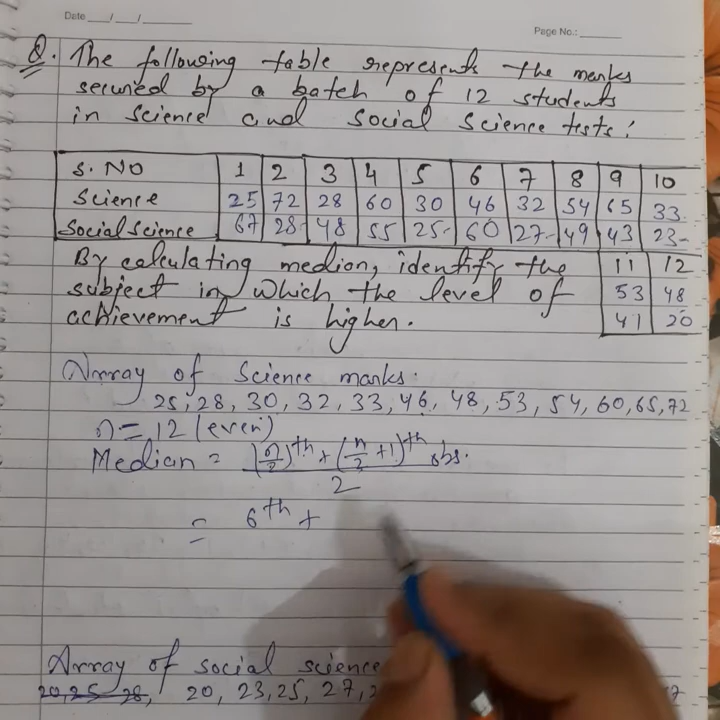 Date __/__/____
Page No.: ______
Q. The following table represents the marks
secured by a batch of 12 students
in science and social science tests:
S. NO 1 2 3 4 5 6 7 8 9 10
Science 25 72 28 60 30 46 32 54 65 33
Social science 67 28 48 55 25 60 27 49 43 23
11 12
53 48
41 20
By calculating median, identify the
subject in which the level of
achievement is higher.
Array of Science marks.
25, 28, 30, 32, 33, 46, 48, 53, 54, 60, 65, 72
n = 12 (even)
Median = (n/2)th + (n/2 + 1)th obs.
2
= 6th +
Array of social science
20, 25 28, 20, 23, 25, 27,